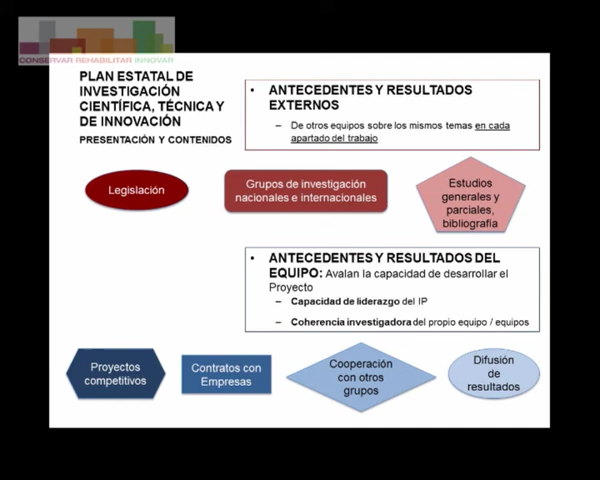 CONSERVAR REHABILITAR INNOVAR
PLAN ESTATAL DE
INVESTIGACIÓN
CIENTÍFICA, TÉCNICA Y
DE INNOVACIÓN
PRESENTACIÓN Y CONTENIDOS
• ANTECEDENTES Y RESULTADOS
EXTERNOS
– De otros equipos sobre los mismos temas en cada
apartado del trabajo
Legislación
Grupos de investigación
nacionales e internacionales
Estudios
generales y
parciales,
bibliografía
• ANTECEDENTES Y RESULTADOS DEL
EQUIPO: Avalan la capacidad de desarrollar el
Proyecto
– Capacidad de liderazgo del IP
– Coherencia investigadora del propio equipo / equipos
Proyectos
competitivos
Contratos con
Empresas
Cooperación
con otros
grupos
Difusión
de
resultados